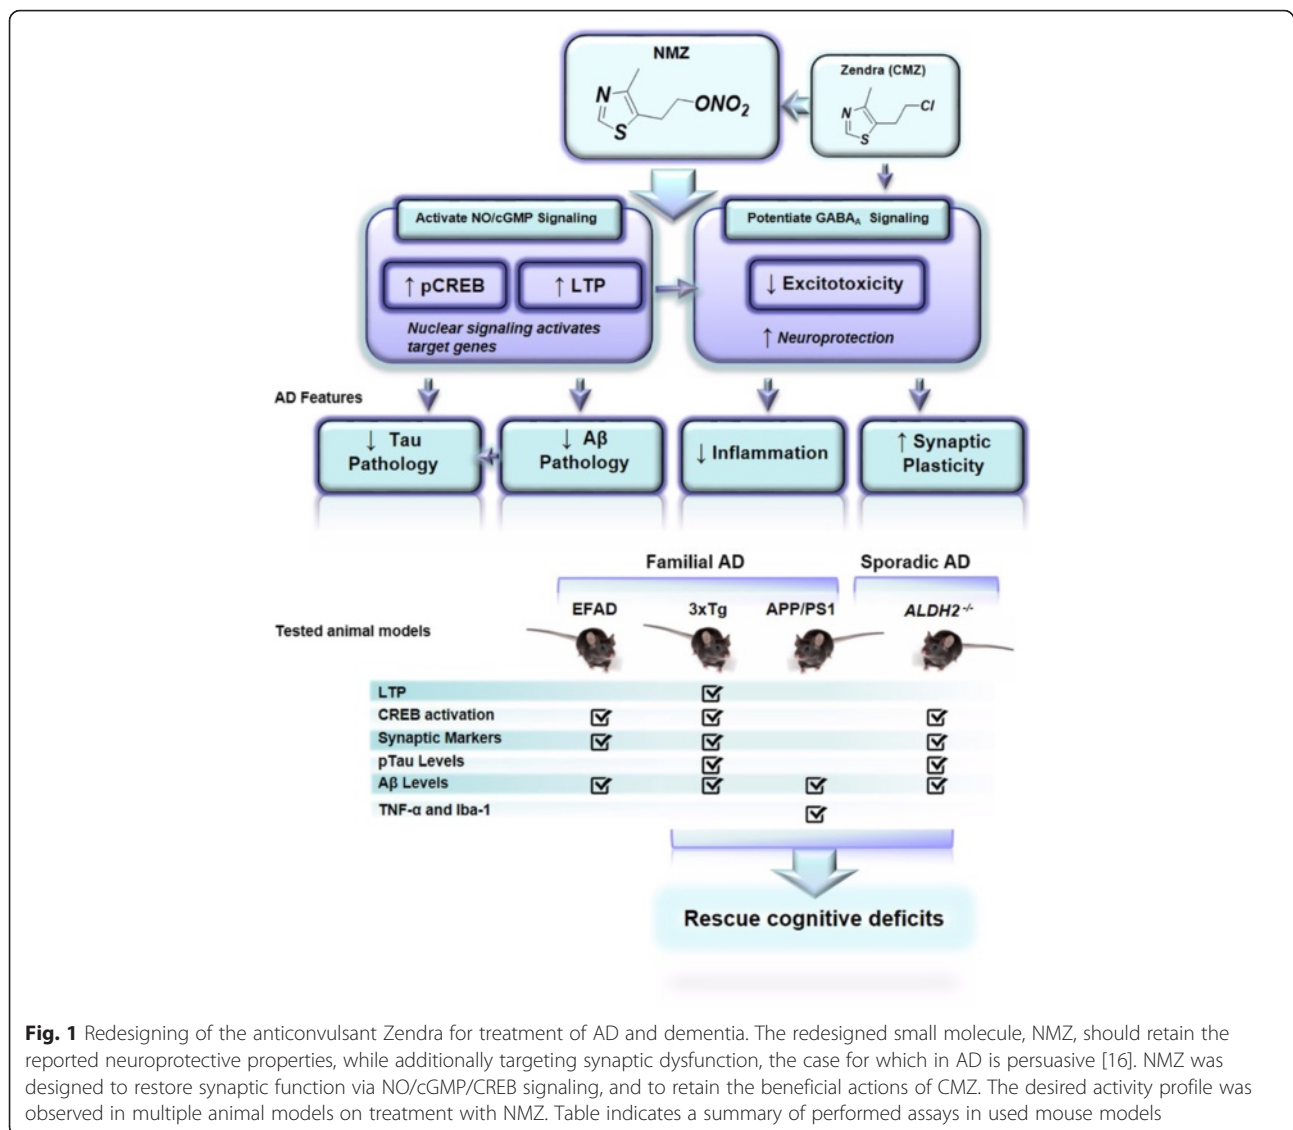 NMZ
N
S
ONO₂
Zendra (CMZ)
N
S
Cl
Activate NO/cGMP Signaling
↑ pCREB
↑ LTP
Nuclear signaling activates
target genes
Potentiate GABAA Signaling
↓ Excitotoxicity
↑ Neuroprotection
AD Features
↓ Tau
Pathology
↓ Aβ
Pathology
↓ Inflammation
↑ Synaptic
Plasticity
Familial AD
Sporadic AD
Tested animal models
EFAD
3xTg
APP/PS1
ALDH2⁻/⁻
LTP
CREB activation
Synaptic Markers
pTau Levels
Aβ Levels
TNF-α and Iba-1
Rescue cognitive deficits
Fig. 1 Redesigning of the anticonvulsant Zendra for treatment of AD and dementia. The redesigned small molecule, NMZ, should retain the
reported neuroprotective properties, while additionally targeting synaptic dysfunction, the case for which in AD is persuasive [16]. NMZ was
designed to restore synaptic function via NO/cGMP/CREB signaling, and to retain the beneficial actions of CMZ. The desired activity profile was
observed in multiple animal models on treatment with NMZ. Table indicates a summary of performed assays in used mouse models